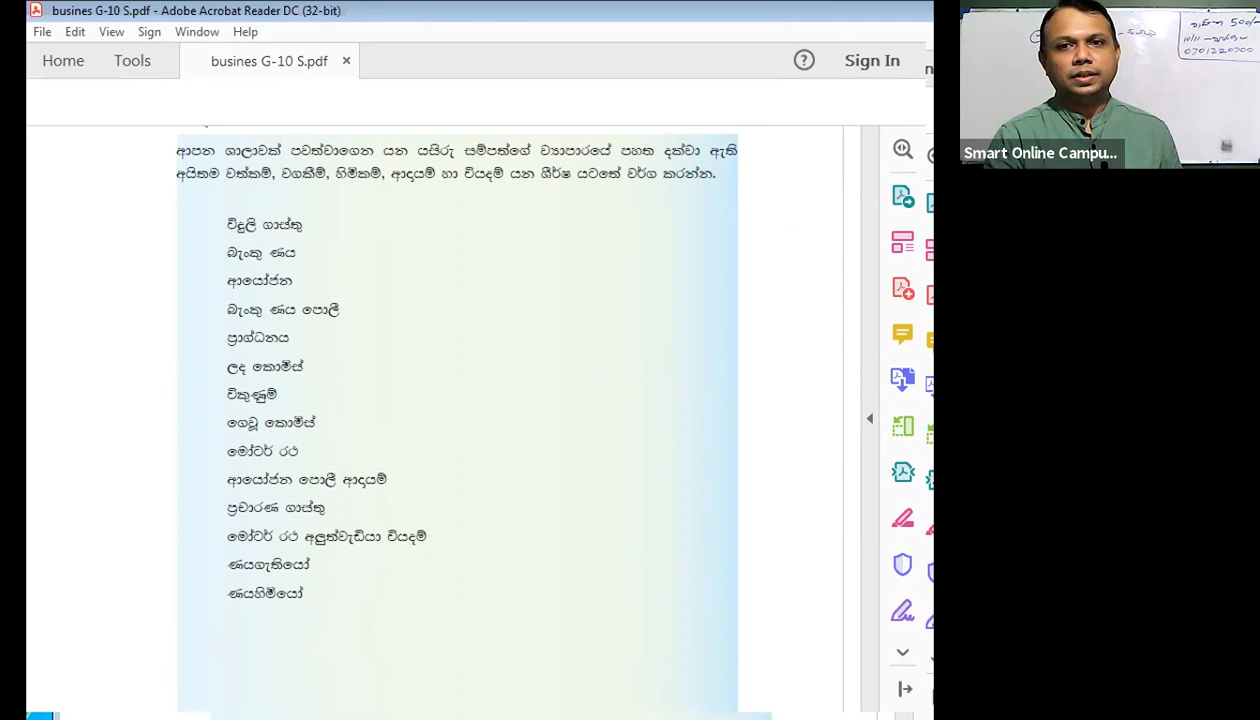 busines G-10 S.pdf - Adobe Acrobat Reader DC (32-bit)
File Edit View Sign Window Help
Home Tools busines G-10 S.pdf × ? Sign In
ආපන ශාලාවක් පවත්වාගෙන යන යසිරු සම්පත්ගේ ව්‍යාපාරයේ පහත දක්වා ඇති
අයිතම වත්කම්, වගකීම්, හිමිකම්, ආදායම් හා වියදම් යන ශීර්ෂ යටතේ වර්ග කරන්න.
විදුලි ගාස්තු
බැංකු ණය
ආයෝජන
බැංකු ණය පොලී
ප්‍රාග්ධනය
ලද කොමිස්
විකුණුම්
ගෙවූ කොමිස්
මෝටර් රථ
ආයෝජන පොලී ආදායම්
ප්‍රචාරණ ගාස්තු
මෝටර් රථ අලුත්වැඩියා වියදම්
ණයගැතියෝ
ණයහිමියෝ
500/-
0701220700
Smart Online Campu...